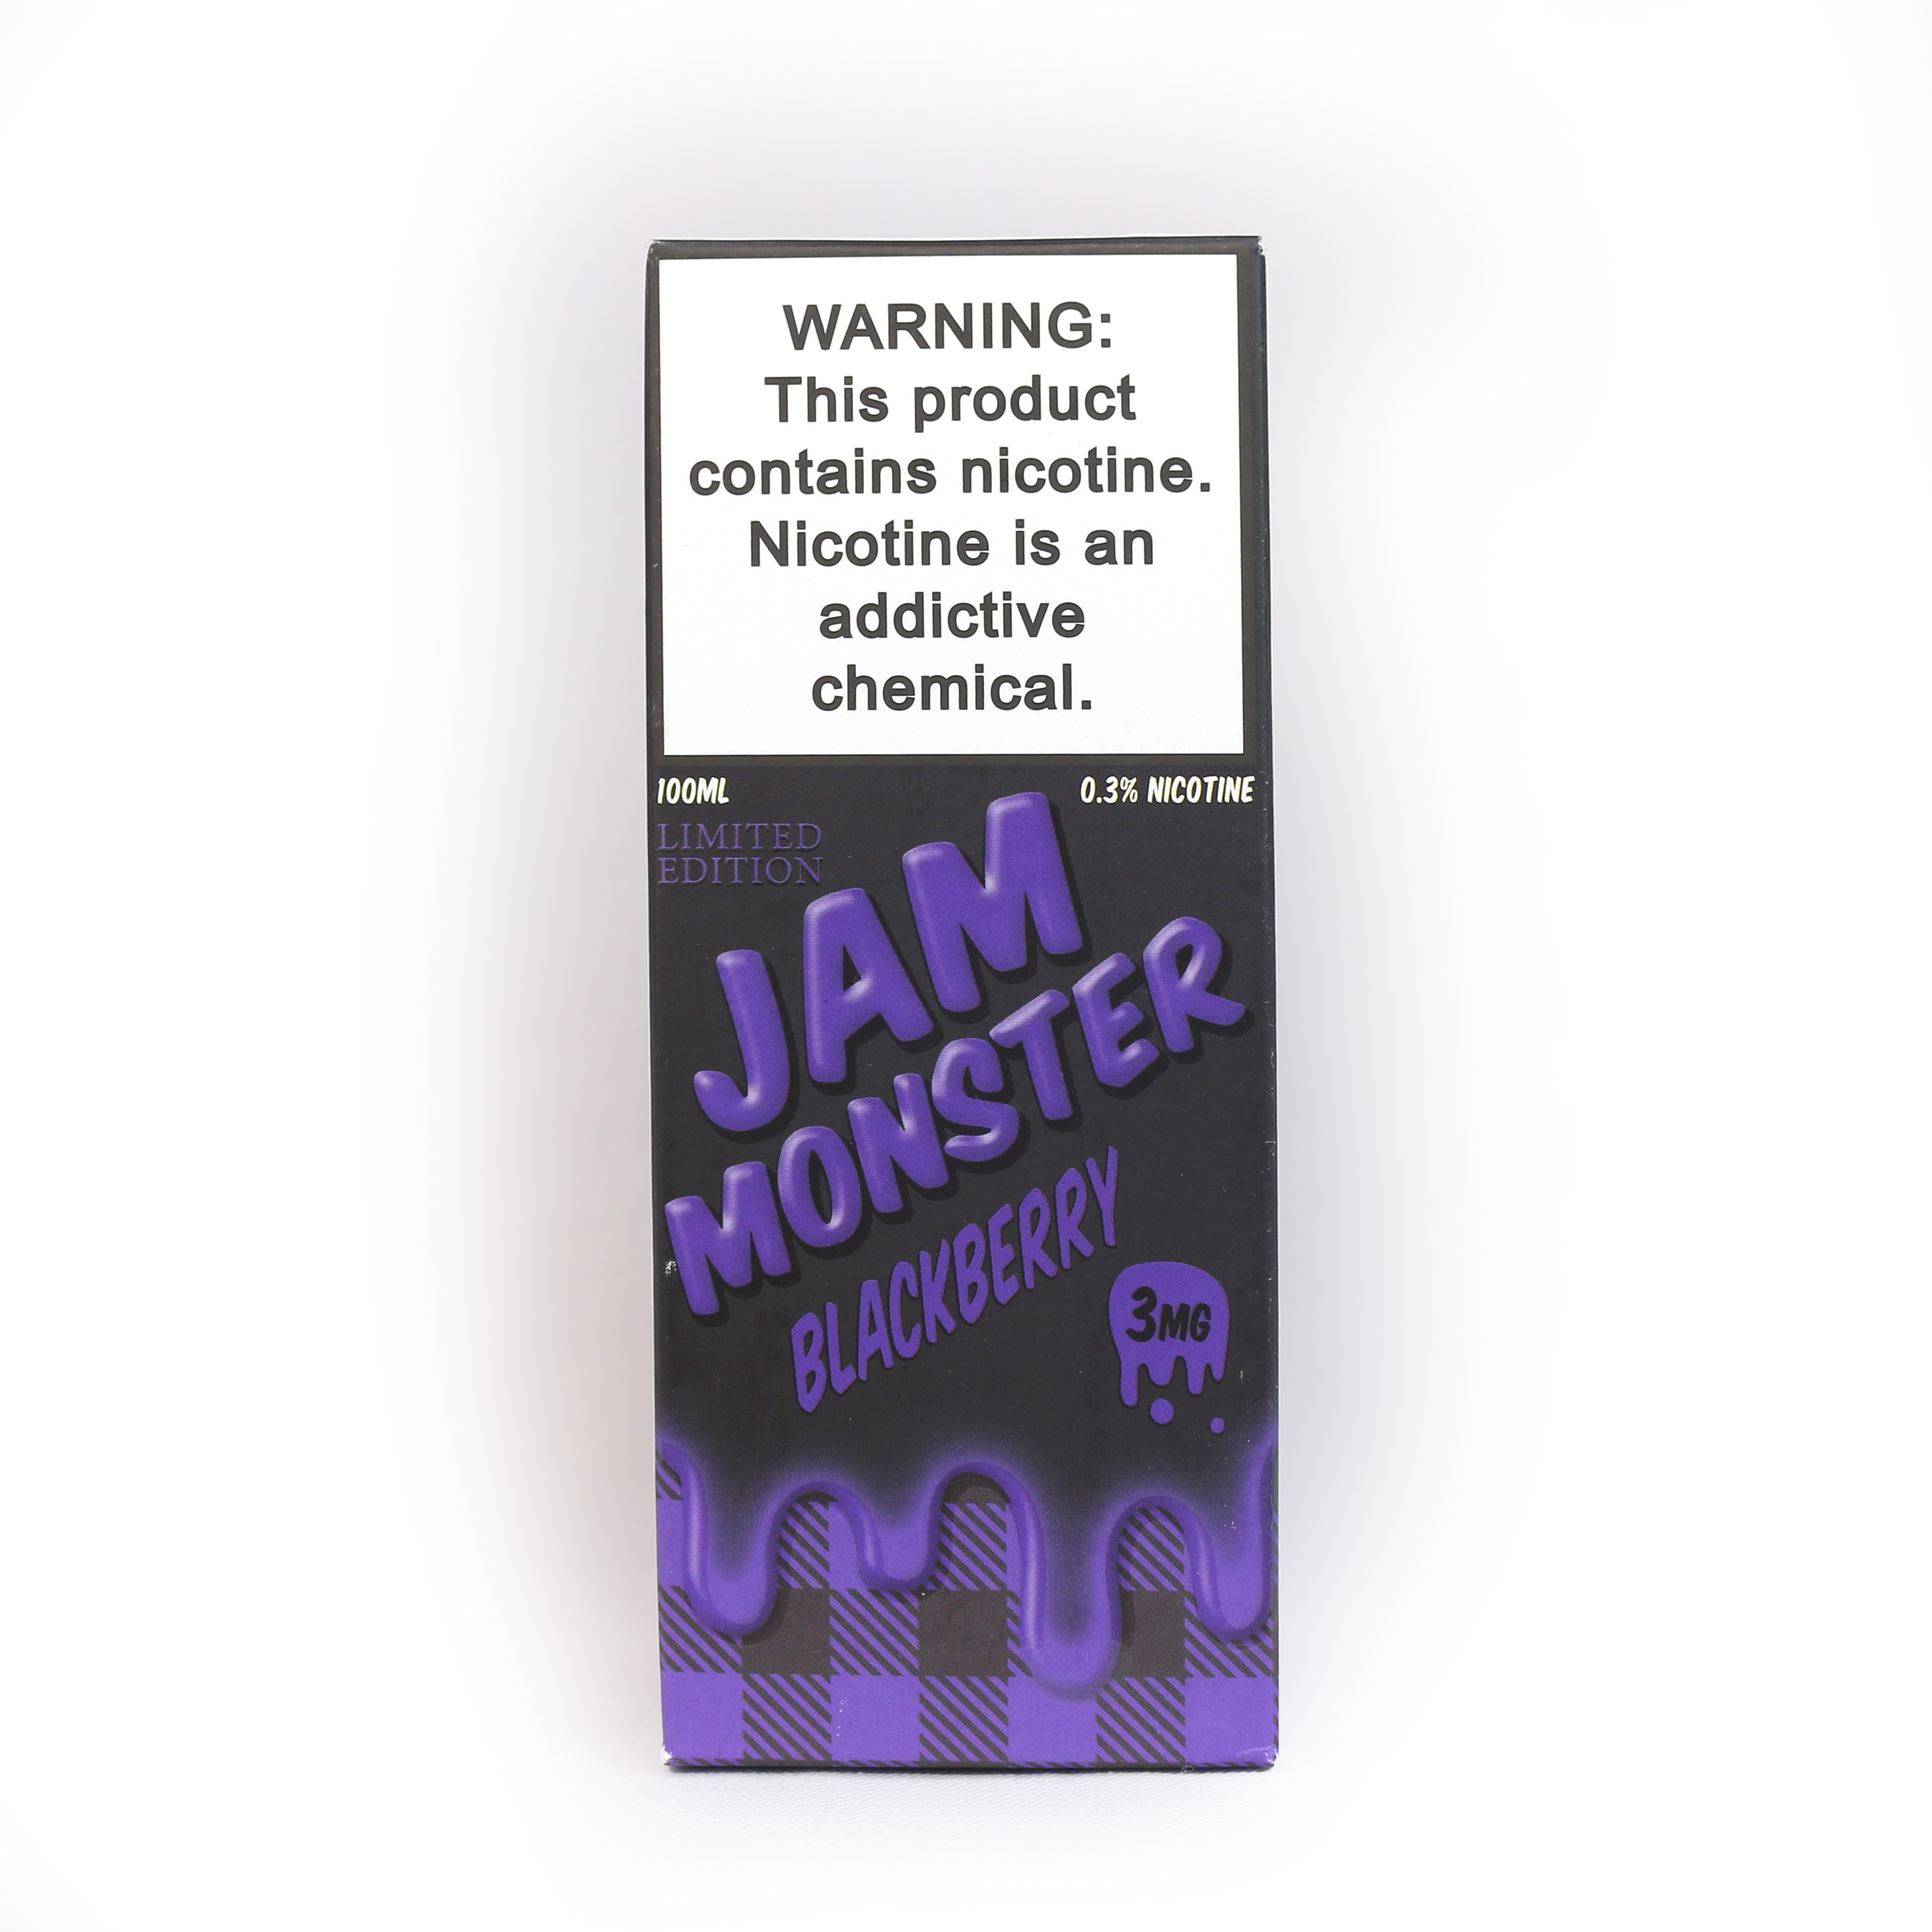 WARNING:
This product
contains nicotine.
Nicotine is an
addictive
chemical.
100ML
0.3% NICOTINE
LIMITED
EDITION
JAM
MONSTER
BLACKBERRY
3MG